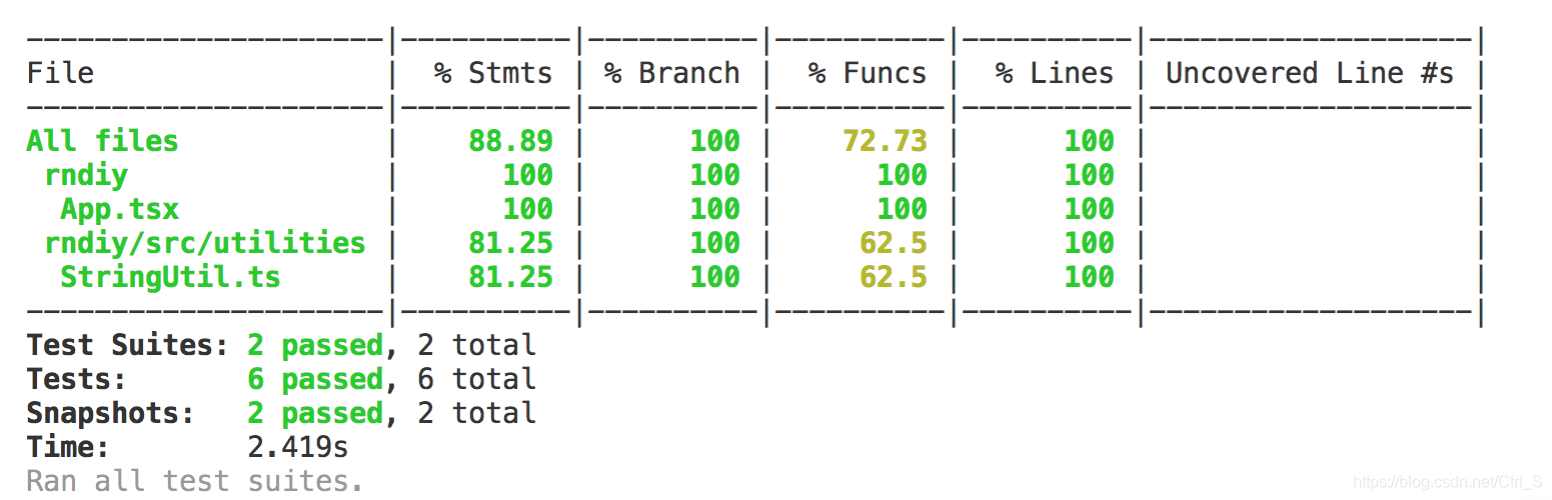 ---------------------|----------|----------|----------|----------|-------------------|
File                 |  % Stmts | % Branch |  % Funcs |  % Lines | Uncovered Line #s |
---------------------|----------|----------|----------|----------|-------------------|
All files            |    88.89 |      100 |    72.73 |      100 |                   |
 rndiy               |      100 |      100 |      100 |      100 |                   |
  App.tsx            |      100 |      100 |      100 |      100 |                   |
 rndiy/src/utilities |    81.25 |      100 |     62.5 |      100 |                   |
  StringUtil.ts      |    81.25 |      100 |     62.5 |      100 |                   |
---------------------|----------|----------|----------|----------|-------------------|
Test Suites: 2 passed, 2 total
Tests:       6 passed, 6 total
Snapshots:   2 passed, 2 total
Time:        2.419s
Ran all test suites.
https://blog.csdn.net/Ctrl_S